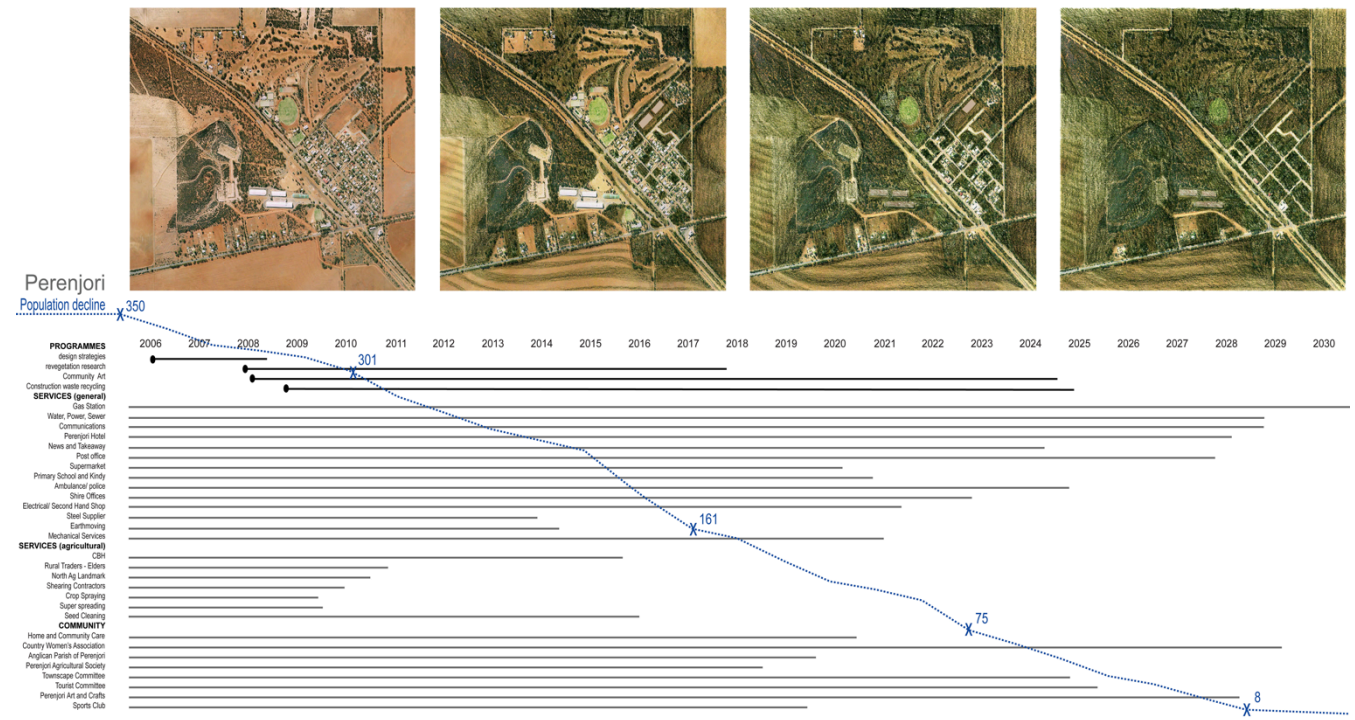 Perenjori
Population decline
350
2006 2007 2008 2009 2010 2011 2012 2013 2014 2015 2016 2017 2018 2019 2020 2021 2022 2023 2024 2025 2026 2027 2028 2029 2030
PROGRAMMES
design strategies
revegetation research
301
Community Art
Construction waste recycling
SERVICES (general)
Gas Station
Water, Power, Sewer
Communications
Perenjori Hotel
News and Takeaway
Post office
Supermarket
Primary School and Kindy
Ambulance/ police
Shire Offices
Electrical/ Second Hand Shop
Steel Supplier
161
Earthmoving
Mechanical Services
SERVICES (agricultural)
CBH
Rural Traders - Elders
North Ag Landmark
Shearing Contractors
Crop Spraying
Super spreading
Seed Cleaning
75
COMMUNITY
Home and Community Care
Country Women's Association
Anglican Parish of Perenjori
Perenjori Agricultural Society
Townscape Committee
Tourist Committee
Perenjori Art and Crafts
8
Sports Club